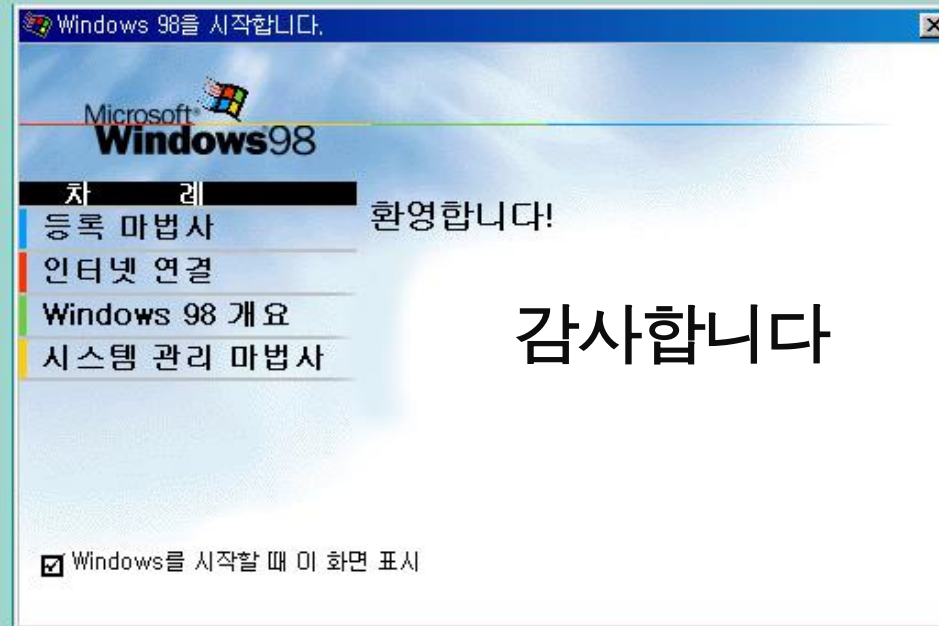 Windows 98을 시작합니다.
Microsoft
Windows98
차 례
등록 마법사
인터넷 연결
Windows 98 개요
시스템 관리 마법사
환영합니다!
감사합니다
Windows를 시작할 때 이 화면 표시